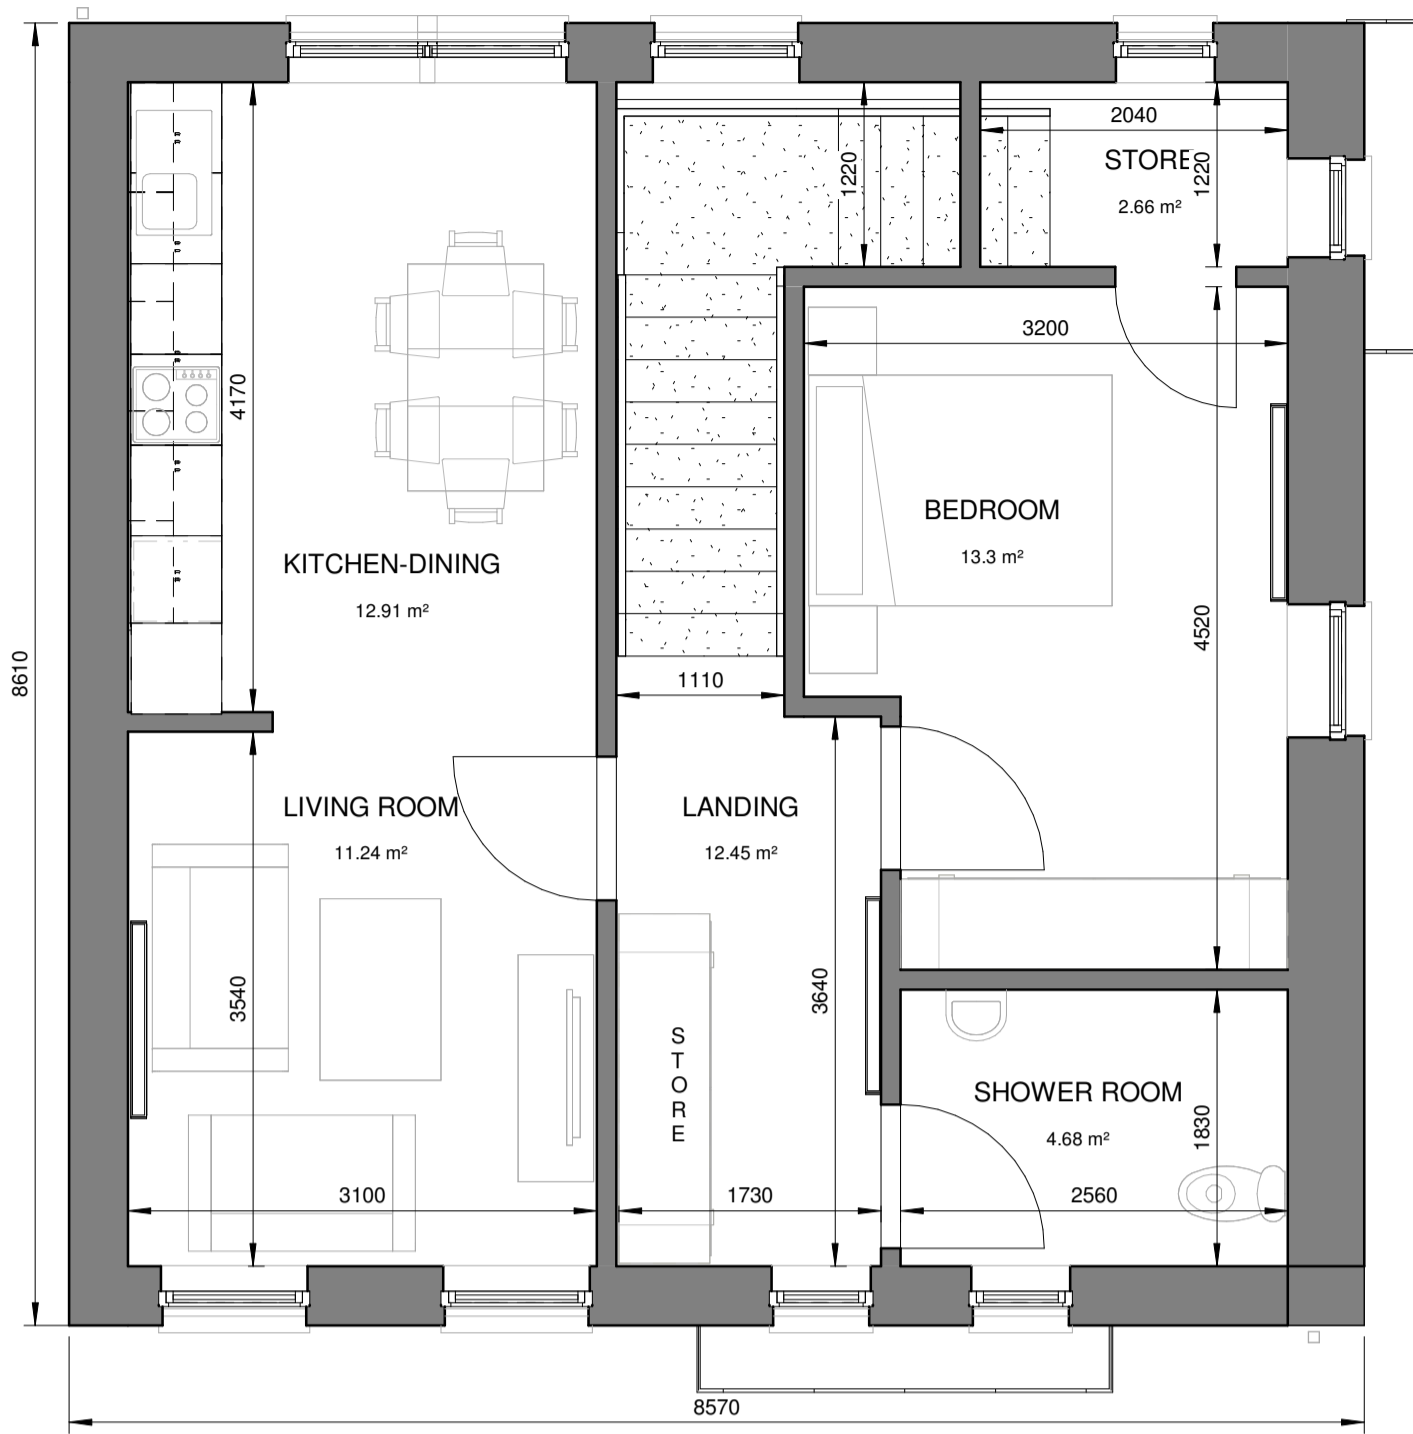 2040
STORE
1220
2.66 m²
1220
3200
4170
BEDROOM
13.3 m²
KITCHEN-DINING
12.91 m²
4520
8610
1110
LIVING ROOM
11.24 m²
LANDING
12.45 m²
3540
3640
STORE
SHOWER ROOM
4.68 m²
1830
3100
1730
2560
8570